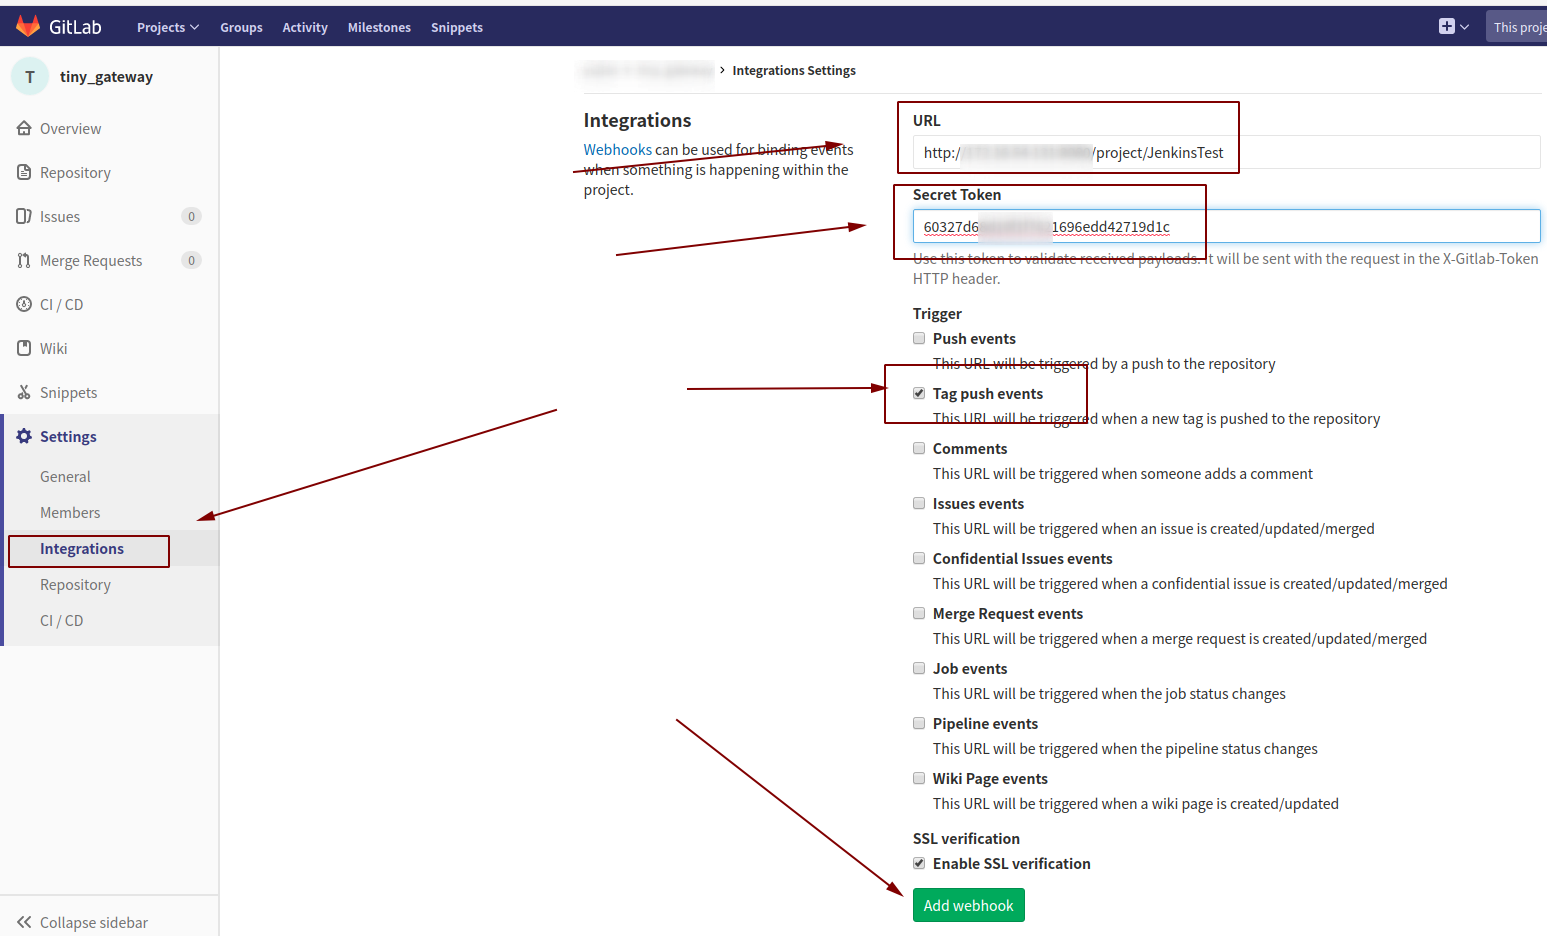 GitLab Projects Groups Activity Milestones Snippets This proje
T tiny_gateway
Overview
Repository
Issues 0
Merge Requests 0
CI / CD
Wiki
Snippets
Settings
General
Members
Integrations
Repository
CI / CD
Collapse sidebar
› Integrations Settings
Integrations
Webhooks can be used for binding events
when something is happening within the
project.
URL
http:/ /project/JenkinsTest
Secret Token
60327d6 1696edd42719d1c
Use this token to validate received payloads. It will be sent with the request in the X-Gitlab-Token
HTTP header.
Trigger
Push events
This URL will be triggered by a push to the repository
Tag push events
This URL will be triggered when a new tag is pushed to the repository
Comments
This URL will be triggered when someone adds a comment
Issues events
This URL will be triggered when an issue is created/updated/merged
Confidential Issues events
This URL will be triggered when a confidential issue is created/updated/merged
Merge Request events
This URL will be triggered when a merge request is created/updated/merged
Job events
This URL will be triggered when the job status changes
Pipeline events
This URL will be triggered when the pipeline status changes
Wiki Page events
This URL will be triggered when a wiki page is created/updated
SSL verification
Enable SSL verification
Add webhook